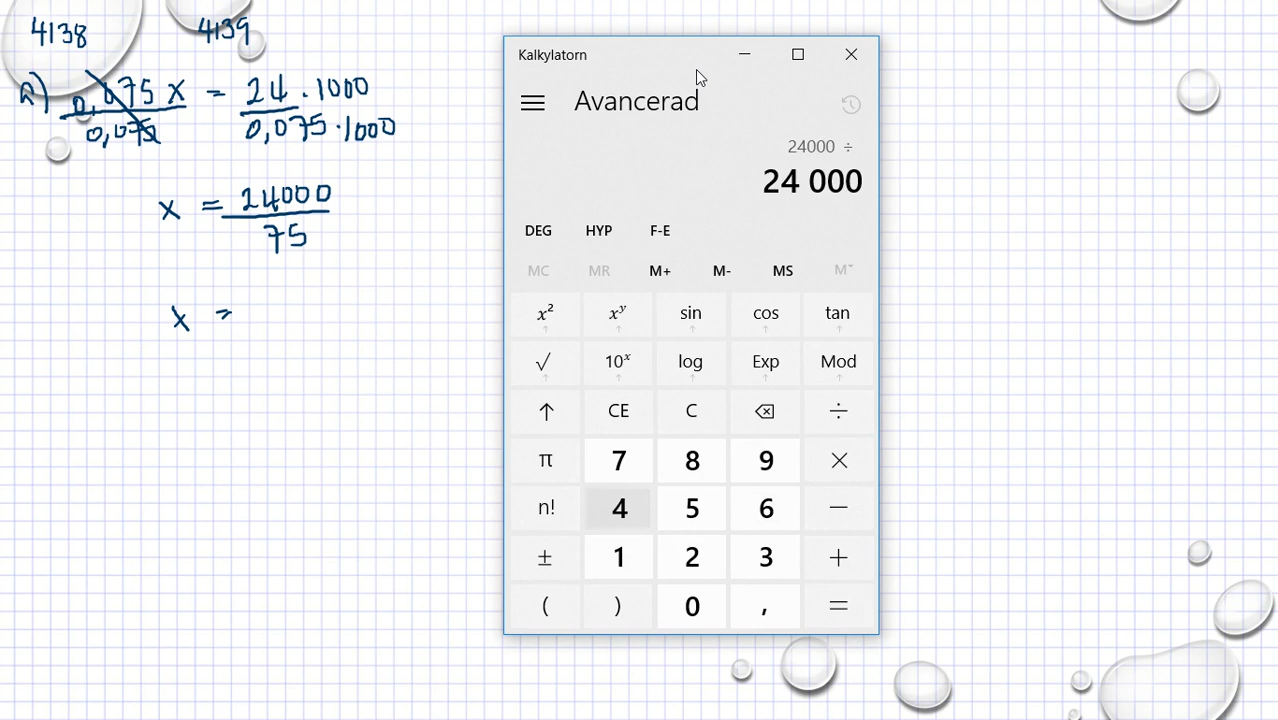 4138 4139
a) 0,075 x / 0,075 = 24 · 1000 / 0,075 · 1000
x = 24000 / 75
x =
Kalkylatorn
Avancerad
24000 ÷
24 000
DEG HYP F-E
MC MR M+ M- MS M˅
x² xʸ sin cos tan
√ 10ˣ log Exp Mod
↑ CE C ⌫ ÷
π 7 8 9 ×
n! 4 5 6 −
± 1 2 3 +
( ) 0 , =